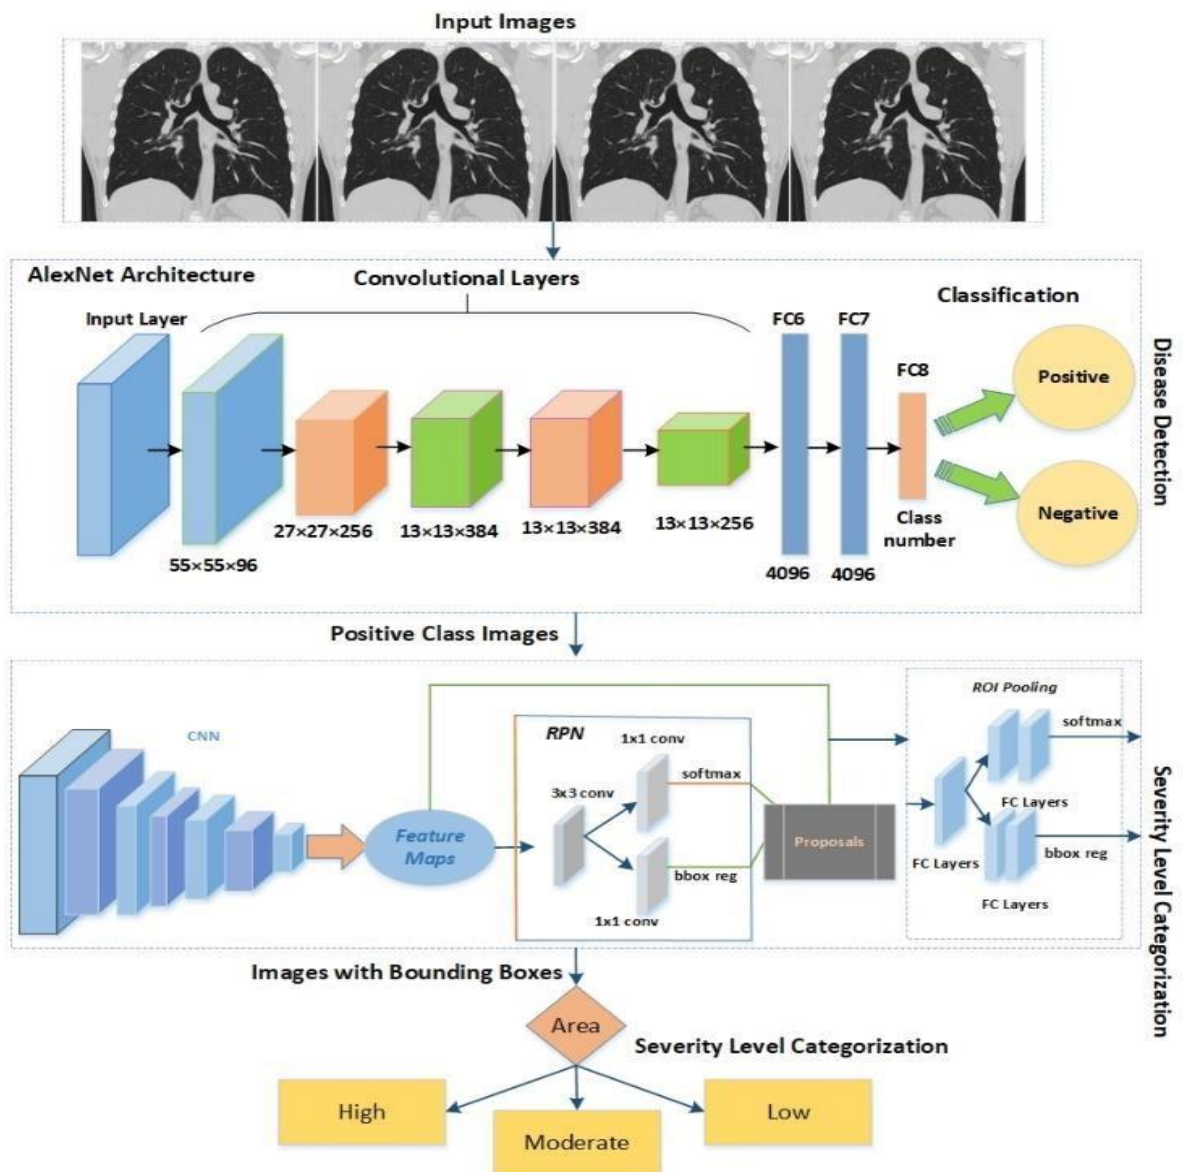 Input Images
AlexNet Architecture
Convolutional Layers
Classification
Input Layer
FC6
FC7
FC8
Positive
Negative
27×27×256
13×13×384
13×13×384
13×13×256
Class
number
55×55×96
4096
4096
Disease Detection
Positive Class Images
CNN
Feature
Maps
RPN
1x1 conv
softmax
3x3 conv
bbox reg
1x1 conv
Proposals
ROI Pooling
softmax
FC Layers
FC Layers
bbox reg
FC Layers
Severity Level Categorization
Images with Bounding Boxes
Area
Severity Level Categorization
High
Moderate
Low